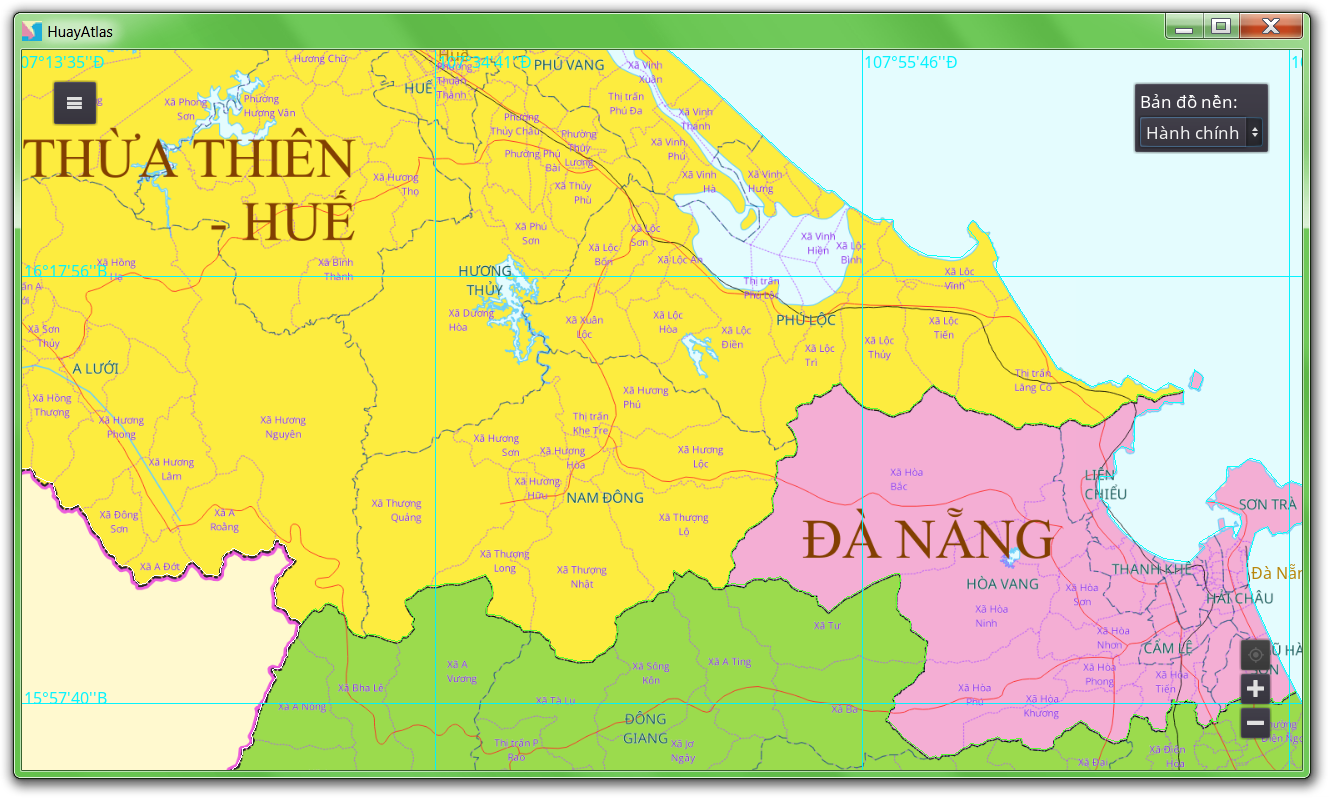 HuayAtlas
Bản đồ nền:
Hành chính
107°55'46''Đ
16°17'56''B
15°57'40''B
THỪA THIÊN
- HUẾ
ĐÀ NẴNG
HUẾ
PHÚ VANG
Phường
Hương Chữ
Xã Phong
Sơn
Phường
Hương Vân
Xã Vinh
Xuân
Thị trấn
Phú Đa
Xã Vinh
Thanh
Phường
Thủy Châu
Phường
Thủy
Lương
Phường Phú
Bài
Xã Vinh
Phú
Xã Vinh
Hà
Xã Vinh
Hưng
Xã Hương
Thọ
Xã Thủy
Phù
Xã Phú
Sơn
Xã Lộc
Sơn
Xã Lộc
Bổn
Xã Lộc An
Xã Vinh
Hiền
Xã Lộc
Bình
Xã Hồng
Hạ
Xã Bình
Thành
HƯƠNG
THỦY
Xã Lộc
Vĩnh
Thị trấn
Phú Lộc
Xã Dương
Hòa
Xã Xuân
Lộc
Xã Lộc
Hòa
Xã Lộc
Điền
PHÚ LỘC
Xã Lộc
Tiến
Xã Lộc
Thủy
Xã Lộc
Trì
Xã Sơn
Thủy
A LƯỚI
Thị trấn
Lăng Cô
Xã Hồng
Thượng
Xã Hương
Phong
Xã Hương
Nguyên
Xã Hương
Phú
Thị trấn
Khe Tre
Xã Hương
Sơn
Xã Hương
Hòa
Xã Hương
Lộc
Xã Hương
Lâm
Xã Hương
Hữu
NAM ĐÔNG
Xã Hòa
Bắc
LIÊN
CHIỂU
SƠN TRÀ
Xã Đông
Sơn
Xã A
Roằng
Xã Thượng
Quảng
Xã Thượng
Lộ
Xã A Đớt
Xã Thượng
Long
Xã Thượng
Nhật
HÒA VANG
THANH KHÊ
HẢI CHÂU
Xã Hòa
Sơn
Xã Hòa
Ninh
Xã Tư
Xã Hòa
Nhơn
CẨM LỆ
Xã Sông
Kôn
Xã A Ting
Xã A
Vương
Xã Hòa
Phong
Xã Hòa
Tiến
Xã Bha Lê
Xã Hòa
Phú
Xã Hòa
Khương
Xã A Nông
Xã Tà Lu
Xã Ba
ĐÔNG
GIANG
Thị trấn P
Rao
Xã Jơ
Ngây
Xã Điện
Hòa
Xã Đại